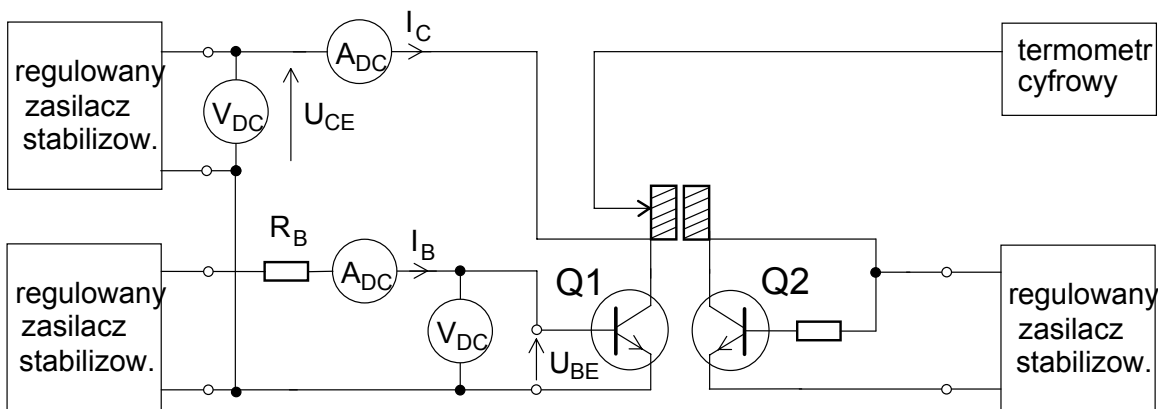 regulowany
zasilacz
stabilizow.
V_DC
U_CE
A_DC
I_C
termometr
cyfrowy
regulowany
zasilacz
stabilizow.
R_B
A_DC
I_B
V_DC
U_BE
Q1
Q2
regulowany
zasilacz
stabilizow.